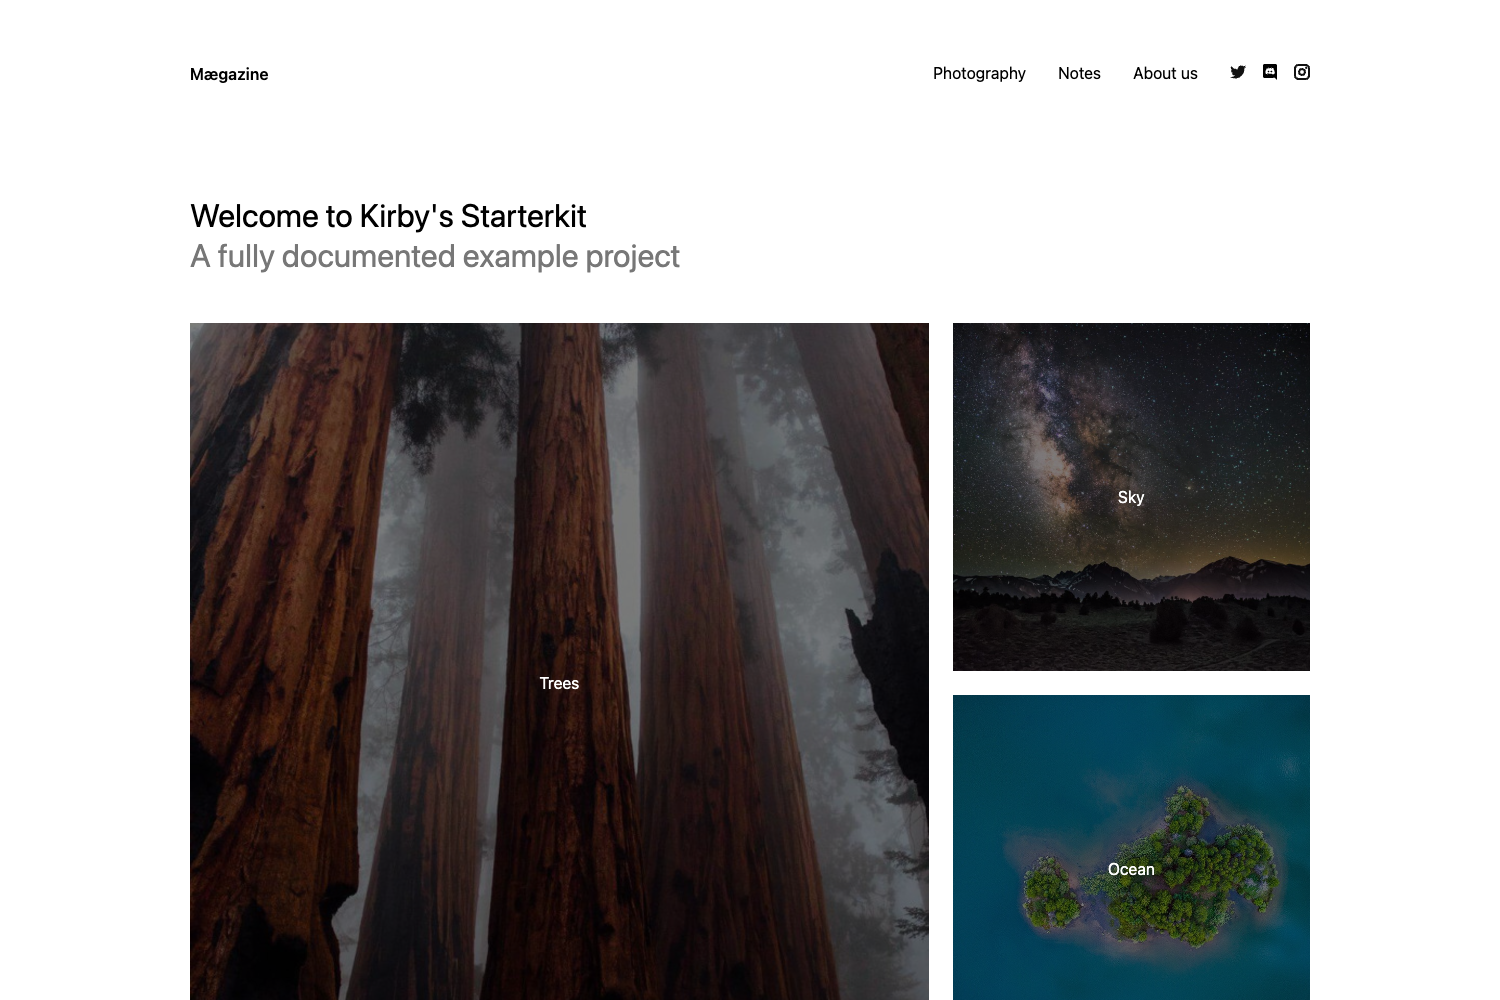 Mægazine
Photography Notes About us
Welcome to Kirby's Starterkit
A fully documented example project
Trees
Sky
Ocean